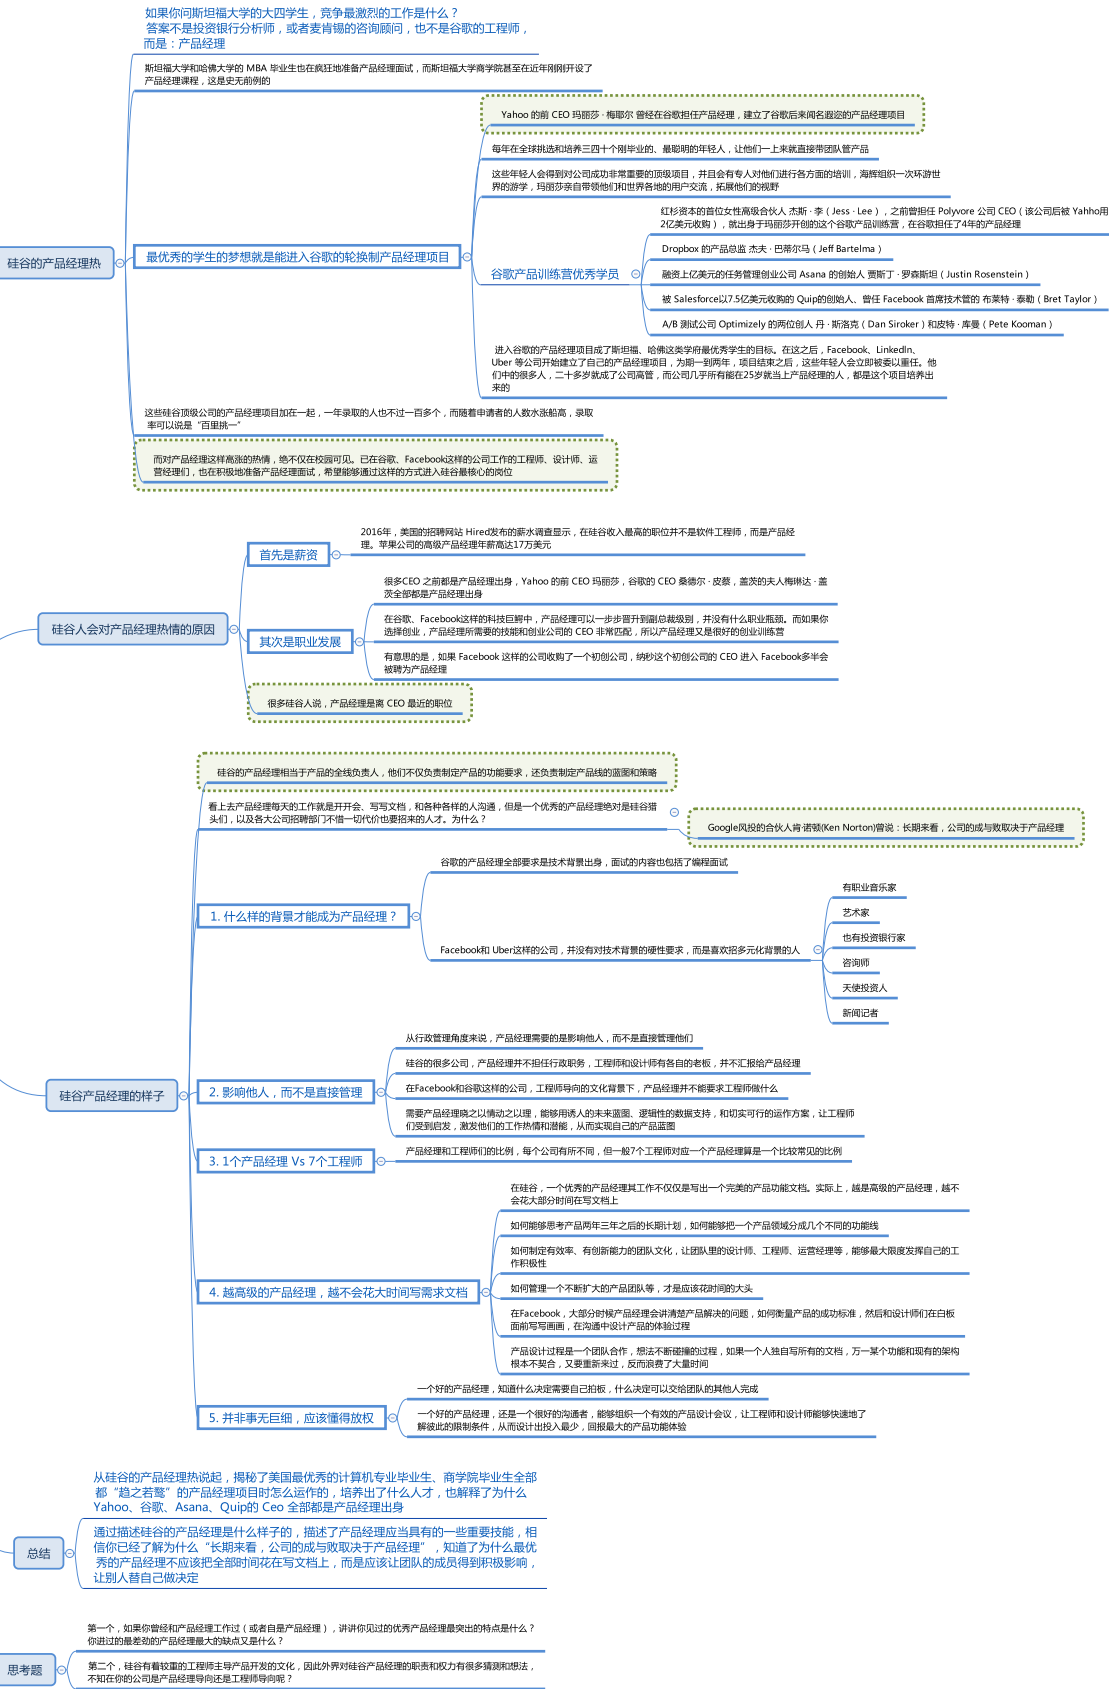 如果你问斯坦福大学的大四学生，竞争最激烈的工作是什么？
答案不是投资银行分析师，或者麦肯锡的咨询顾问，也不是谷歌的工程师，
而是：产品经理
斯坦福大学和哈佛大学的 MBA 毕业生也在疯狂地准备产品经理面试，而斯坦福大学商学院甚至在近年刚刚开设了
产品经理课程，这是史无前例的
硅谷的产品经理热
最优秀的学生的梦想就是能进入谷歌的轮换制产品经理项目
Yahoo 的前 CEO 玛丽莎 · 梅耶尔 曾经在谷歌担任产品经理，建立了谷歌后来闻名遐迩的产品经理项目
每年在全球挑选和培养三四十个刚毕业的、最聪明的年轻人，让他们一上来就直接带团队管产品
这些年轻人会得到对公司成功非常重要的顶级项目，并且会有专人对他们进行各方面的培训，海辉组织一次环游世
界的游学，玛丽莎亲自带领他们和世界各地的用户交流，拓展他们的视野
谷歌产品训练营优秀学员
红杉资本的首位女性高级合伙人 杰斯 · 李（ Jess · Lee ），之前曾担任 Polyvore 公司 CEO（ 该公司后被 Yahho用
2亿美元收购 ），就出身于玛丽莎开创的这个谷歌产品训练营，在谷歌担任了4年的产品经理
Dropbox 的产品总监 杰夫 · 巴蒂尔马（ Jeff Bartelma ）
融资上亿美元的任务管理创业公司 Asana 的创始人 贾斯丁 · 罗森斯坦（ Justin Rosenstein ）
被 Salesforce以7.5亿美元收购的 Quip的创始人、曾任 Facebook 首席技术管的 布莱特 · 泰勒（ Bret Taylor ）
A/B 测试公司 Optimizely 的两位创人 丹 · 斯洛克（ Dan Siroker ）和皮特 · 库曼（ Pete Kooman ）
进入谷歌的产品经理项目成了斯坦福、哈佛这类学府最优秀学生的目标。在这之后，Facebook、LinkedIn、
Uber 等公司开始建立了自己的产品经理项目，为期一到两年，项目结束之后，这些年轻人会立即被委以重任。他
们中的很多人，二十多岁就成了公司高管，而公司几乎所有能在25岁就当上产品经理的人，都是这个项目培养出
来的
这些硅谷顶级公司的产品经理项目加在一起，一年录取的人也不过一百多个，而随着申请者的人数水涨船高，录取
率可以说是“百里挑一”
而对产品经理这样高涨的热情，绝不仅在校园可见。已在谷歌、Facebook这样的公司工作的工程师、设计师、运
营经理们，也在积极地准备产品经理面试，希望能够通过这样的方式进入硅谷最核心的岗位
硅谷人会对产品经理热情的原因
首先是薪资
2016年，美国的招聘网站 Hired发布的薪水调查显示，在硅谷收入最高的职位并不是软件工程师，而是产品经
理。苹果公司的高级产品经理年薪高达17万美元
其次是职业发展
很多CEO 之前都是产品经理出身，Yahoo 的前 CEO 玛丽莎，谷歌的 CEO 桑德尔 · 皮蔡，盖茨的夫人梅琳达 · 盖
茨全部都是产品经理出身
在谷歌、Facebook这样的科技巨鳄中，产品经理可以一步步晋升到副总裁级别，并没有什么职业瓶颈。而如果你
选择创业，产品经理所需要的技能和创业公司的 CEO 非常匹配，所以产品经理又是很好的创业训练营
有意思的是，如果 Facebook 这样的公司收购了一个初创公司，纳秒这个初创公司的 CEO 进入 Facebook多半会
被聘为产品经理
很多硅谷人说，产品经理是离 CEO 最近的职位
硅谷产品经理的样子
硅谷的产品经理相当于产品的全线负责人，他们不仅负责制定产品的功能要求，还负责制定产品线的蓝图和策略
看上去产品经理每天的工作就是开开会、写写文档，和各种各样的人沟通，但是一个优秀的产品经理绝对是硅谷猎
头们，以及各大公司招聘部门不惜一切代价也要招来的人才。为什么？
Google风投的合伙人肯·诺顿(Ken Norton)曾说：长期来看，公司的成与败取决于产品经理
1. 什么样的背景才能成为产品经理？
谷歌的产品经理全部要求是技术背景出身，面试的内容也包括了编程面试
Facebook和 Uber这样的公司，并没有对技术背景的硬性要求，而是喜欢招多元化背景的人
有职业音乐家
艺术家
也有投资银行家
咨询师
天使投资人
新闻记者
2. 影响他人，而不是直接管理
从行政管理角度来说，产品经理需要的是影响他人，而不是直接管理他们
硅谷的很多公司，产品经理并不担任行政职务，工程师和设计师有各自的老板，并不汇报给产品经理
在Facebook和谷歌这样的公司，工程师导向的文化背景下，产品经理并不能要求工程师做什么
需要产品经理晓之以情动之以理，能够用诱人的未来蓝图、逻辑性的数据支持，和切实可行的运作方案，让工程师
们受到启发，激发他们的工作热情和潜能，从而实现自己的产品蓝图
3. 1个产品经理 Vs 7个工程师
产品经理和工程师们的比例，每个公司有所不同，但一般7个工程师对应一个产品经理算是一个比较常见的比例
4. 越高级的产品经理，越不会花大时间写需求文档
在硅谷，一个优秀的产品经理其工作不仅仅是写出一个完美的产品功能文档。实际上，越是高级的产品经理，越不
会花大部分时间在写文档上
如何能够思考产品两年三年之后的长期计划，如何能够把一个产品领域分成几个不同的功能线
如何制定有效率、有创新能力的团队文化，让团队里的设计师、工程师、运营经理等，能够最大限度发挥自己的工
作积极性
如何管理一个不断扩大的产品团队等，才是应该花时间的大头
在Facebook，大部分时候产品经理会讲清楚产品解决的问题，如何衡量产品的成功标准，然后和设计师们在白板
面前写写画画，在沟通中设计产品的体验过程
产品设计过程是一个团队合作，想法不断碰撞的过程，如果一个人独自写所有的文档，万一某个功能和现有的架构
根本不契合，又要重新来过，反而浪费了大量时间
5. 并非事无巨细，应该懂得放权
一个好的产品经理，知道什么决定需要自己拍板，什么决定可以交给团队的其他人完成
一个好的产品经理，还是一个很好的沟通者，能够组织一个有效的产品设计会议，让工程师和设计师能够快速地了
解彼此的限制条件，从而设计出投入最少，回报最大的产品功能体验
总结
从硅谷的产品经理热说起，揭秘了美国最优秀的计算机专业毕业生、商学院毕业生全部
都“趋之若鹜”的产品经理项目时怎么运作的，培养出了什么人才，也解释了为什么
Yahoo、谷歌、Asana、Quip的 Ceo 全部都是产品经理出身
通过描述硅谷的产品经理是什么样子的，描述了产品经理应当具有的一些重要技能，相
信你已经了解为什么“长期来看，公司的成与败取决于产品经理”，知道了为什么最优
秀的产品经理不应该把全部时间花在写文档上，而是应该让团队的成员得到积极影响，
让别人替自己做决定
思考题
第一个，如果你曾经和产品经理工作过（ 或者自是产品经理 ），讲讲你见过的优秀产品经理最突出的特点是什么？
你进过的最差劲的产品经理最大的缺点又是什么？
第二个，硅谷有着较重的工程师主导产品开发的文化，因此外界对硅谷产品经理的职责和权力有很多猜测和想法，
不知在你的公司是产品经理导向还是工程师导向呢？